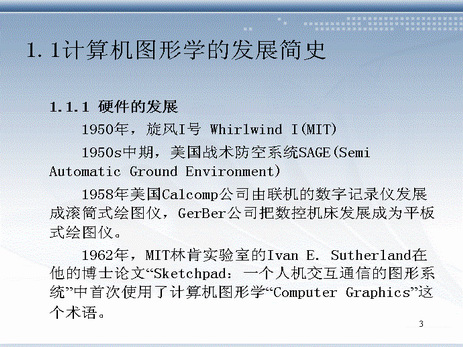 1.1计算机图形学的发展简史
1.1.1 硬件的发展
1950年，旋风I号 Whirlwind I(MIT)
1950s中期，美国战术防空系统SAGE(Semi
Automatic Ground Environment)
1958年美国Calcomp公司由联机的数字记录仪发展
成滚筒式绘图仪，GerBer公司把数控机床发展成为平板
式绘图仪。
1962年，MIT林肯实验室的Ivan E. Sutherland在
他的博士论文“Sketchpad：一个人机交互通信的图形系
统”中首次使用了计算机图形学“Computer Graphics”这
个术语。
3